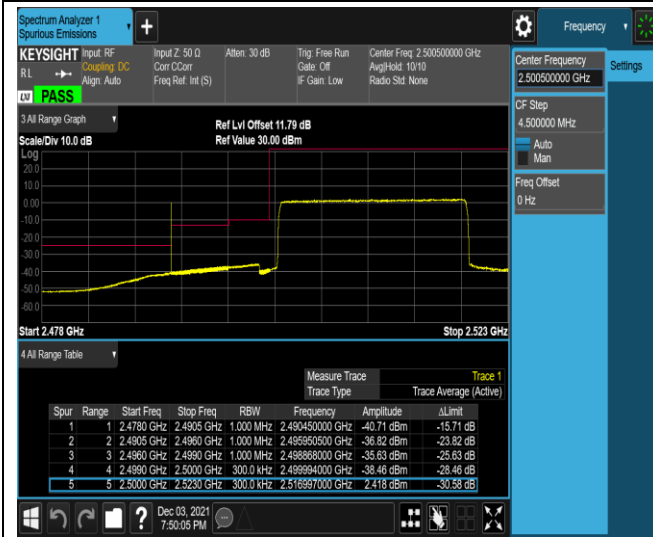 Spectrum Analyzer 1
Spurious Emissions
Frequency
KEYSIGHT
Input: RF
Coupling: DC
Align: Auto
Input Z: 50 Ω
Corr CCorr
Freq Ref: Int (S)
Atten: 30 dB
Trig: Free Run
Gate: Off
IF Gain: Low
Center Freq: 2.500500000 GHz
Avg|Hold: 10/10
Radio Std: None
R L
LXI PASS
Center Frequency
2.500500000 GHz
Settings
CF Step
4.500000 MHz
Auto
Man
Freq Offset
0 Hz
3 All Range Graph
Scale/Div 10.0 dB
Ref Lvl Offset 11.79 dB
Ref Value 30.00 dBm
Log
20.0
10.0
0.00
-10.0
-20.0
-30.0
-40.0
-50.0
-60.0
Start 2.478 GHz
Stop 2.523 GHz
4 All Range Table
Measure Trace Trace 1
Trace Type Trace Average (Active)
Spur Range Start Freq Stop Freq RBW Frequency Amplitude ΔLimit
1 1 2.4780 GHz 2.4905 GHz 1.000 MHz 2.490450000 GHz -40.71 dBm -15.71 dB
2 2 2.4905 GHz 2.4960 GHz 1.000 MHz 2.495950500 GHz -36.82 dBm -23.82 dB
3 3 2.4960 GHz 2.4990 GHz 1.000 MHz 2.498868000 GHz -35.63 dBm -25.63 dB
4 4 2.4990 GHz 2.5000 GHz 300.0 kHz 2.499994000 GHz -38.46 dBm -28.46 dB
5 5 2.5000 GHz 2.5230 GHz 300.0 kHz 2.516997000 GHz 2.418 dBm -30.58 dB
Dec 03, 2021
7:50:05 PM